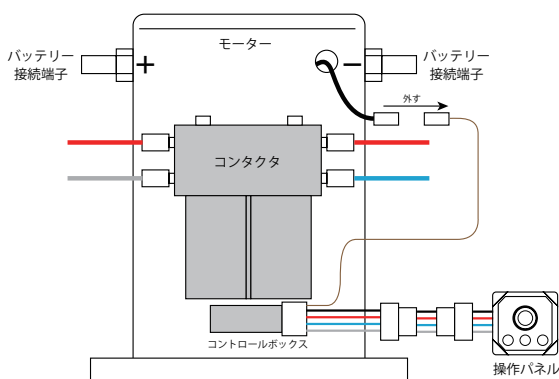 モーター
バッテリー
接続端子
+
−
バッテリー
接続端子
外す
コンタクタ
コントロールボックス
操作パネル